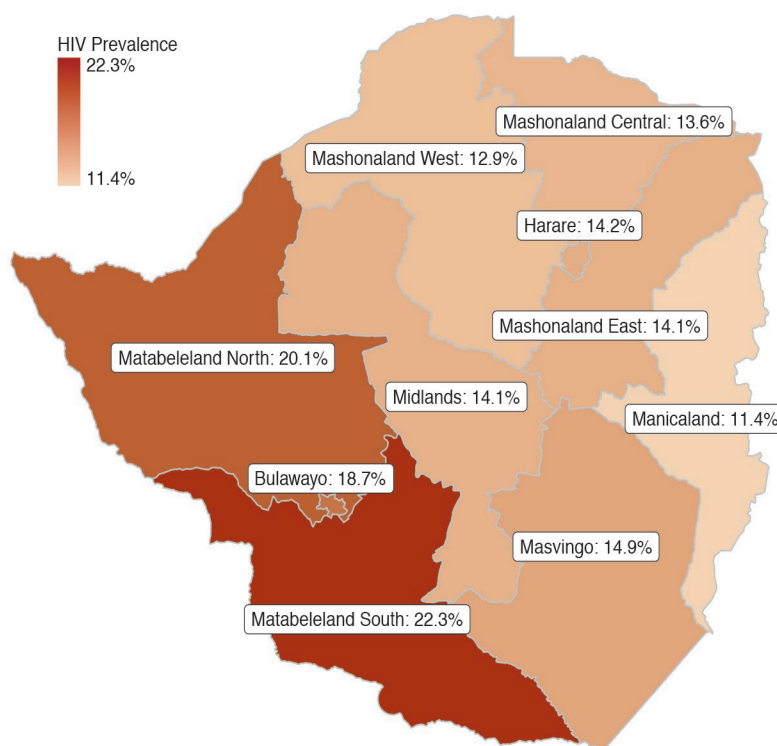 HIV Prevalence
22.3%
11.4%
Mashonaland Central: 13.6%
Mashonaland West: 12.9%
Harare: 14.2%
Mashonaland East: 14.1%
Matabeleland North: 20.1%
Midlands: 14.1%
Manicaland: 11.4%
Bulawayo: 18.7%
Masvingo: 14.9%
Matabeleland South: 22.3%